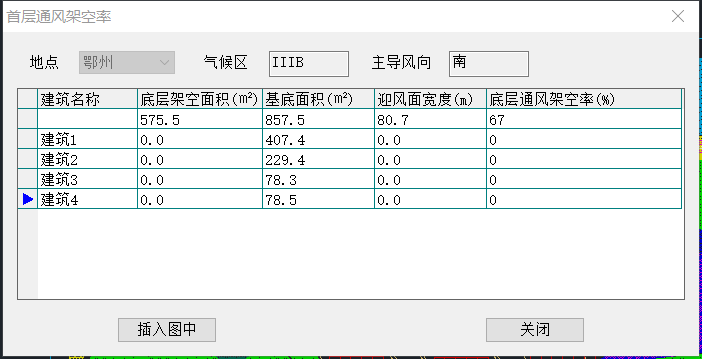 首层通风架空率
地点 鄂州 气候区 IIIB 主导风向 南
建筑名称 底层架空面积(m²) 基底面积(m²) 迎风面宽度(m) 底层通风架空率(%)
575.5 857.5 80.7 67
建筑1 0.0 407.4 0.0 0
建筑2 0.0 229.4 0.0 0
建筑3 0.0 78.3 0.0 0
建筑4 0.0 78.5 0.0 0
插入图中 关闭